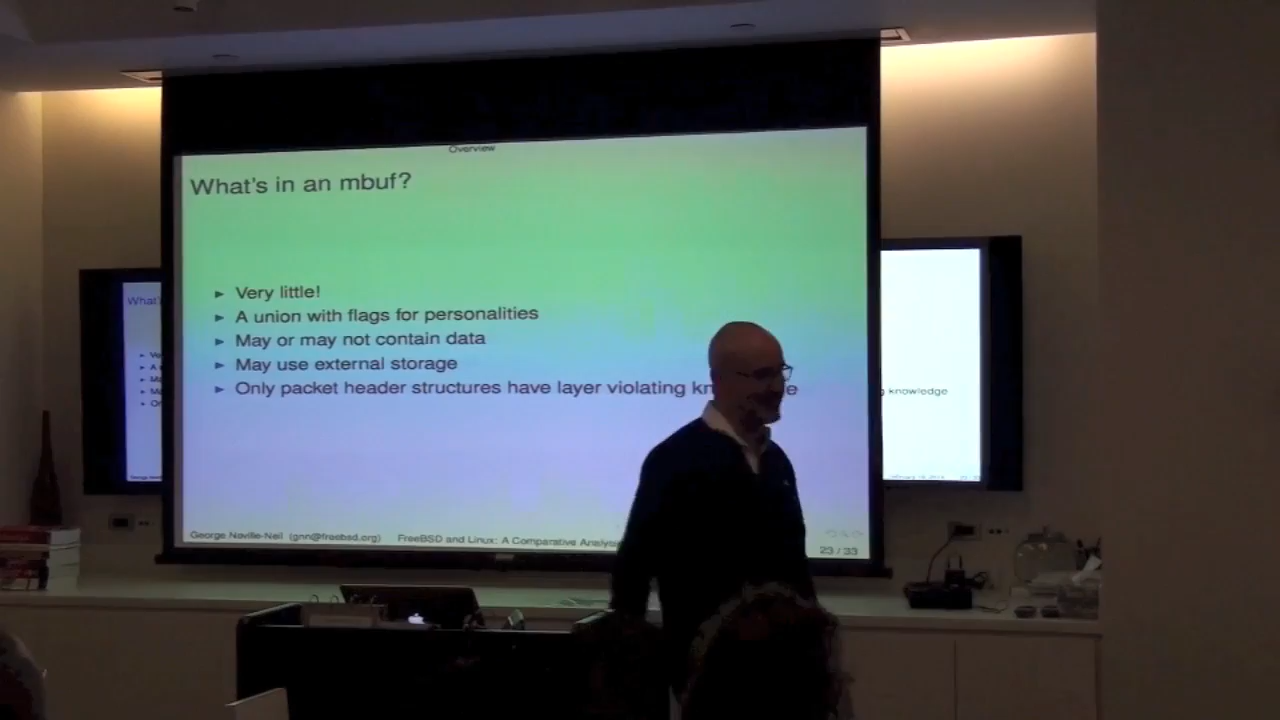 Overview
What's in an mbuf?
Very little!
A union with flags for personalities
May or may not contain data
May use external storage
Only packet header structures have layer violating
George Neville-Neil (gnn@freebsd.org) FreeBSD and Linux: A Comparative
23 / 33
What'
knowledge